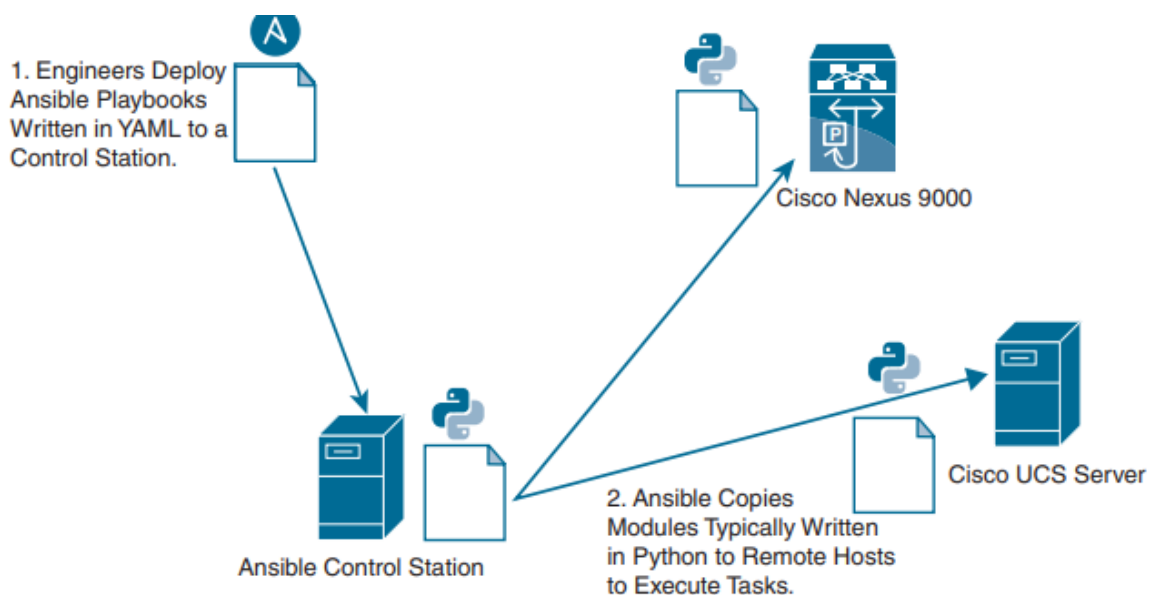 1. Engineers Deploy
Ansible Playbooks
Written in YAML to a
Control Station.
P
Cisco Nexus 9000
Cisco UCS Server
2. Ansible Copies
Modules Typically Written
in Python to Remote Hosts
to Execute Tasks.
Ansible Control Station